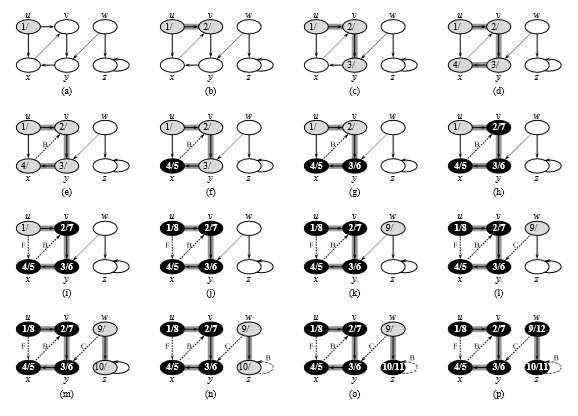 u v w u v w u v w u v w
1/ 1/ 2/ 1/ 2/ 1/ 2/
3/ 4/ 3/
x y z x y z x y z x y z
(a) (b) (c) (d)
u v w u v w u v w u v w
1/ 2/ 1/ 2/ 1/ 2/ 1/ 2/7
B B B B
4/ 3/ 4/5 3/ 4/5 3/6 4/5 3/6
x y z x y z x y z x y z
(e) (f) (g) (h)
u v w u v w u v w u v w
1/ 2/7 1/8 2/7 1/8 2/7 9/ 1/8 2/7 9/
F B F B F B F B C
4/5 3/6 4/5 3/6 4/5 3/6 4/5 3/6
x y z x y z x y z x y z
(i) (j) (k) (l)
u v w u v w u v w u v w
1/8 2/7 9/ 1/8 2/7 9/ 1/8 2/7 9/ 1/8 2/7 9/12
F B C F B C B F B C B F B C B
4/5 3/6 10/ 4/5 3/6 10/ 4/5 3/6 10/11 4/5 3/6 10/11
x y z x y z x y z x y z
(m) (n) (o) (p)